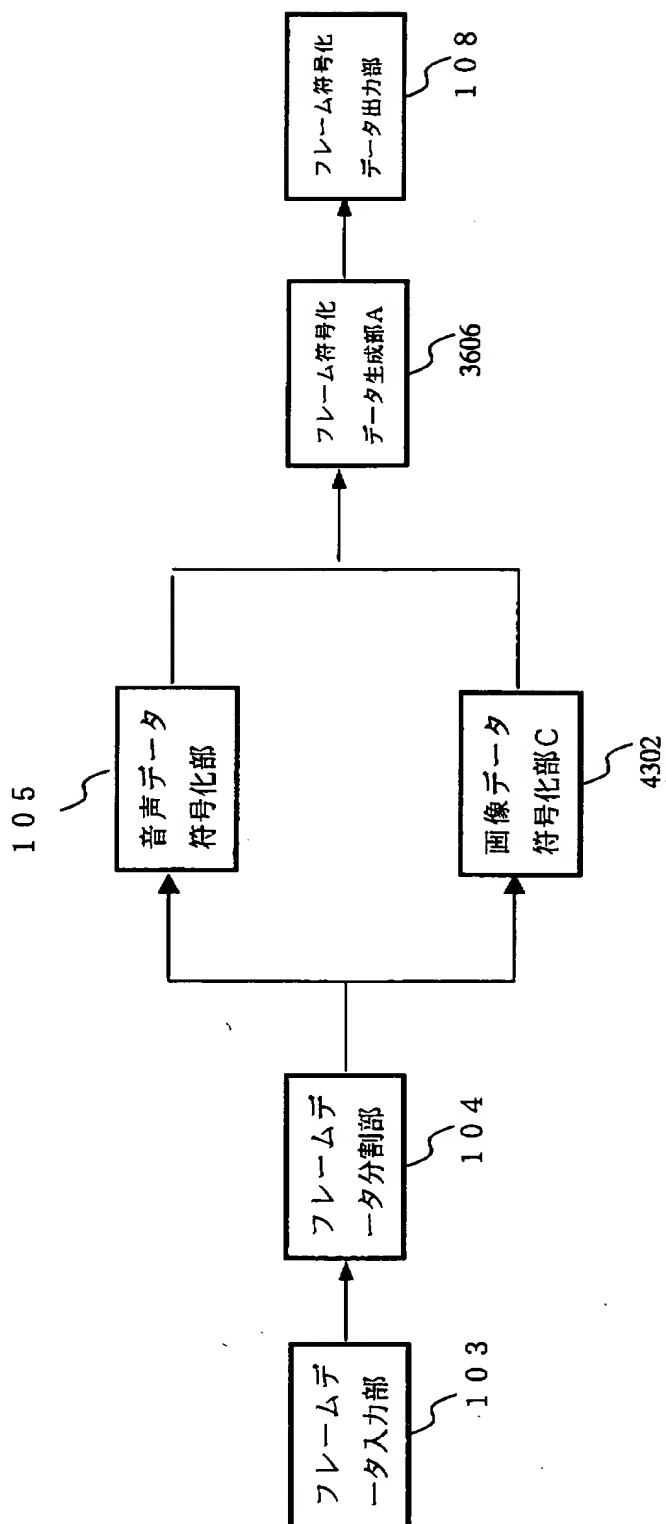 フレームデ
ータ入力部
103
フレームデ
ータ分割部
104
音声データ
符号化部
105
画像データ
符号化部C
4302
フレーム符号化
データ生成部A
3606
フレーム符号化
データ出力部
108